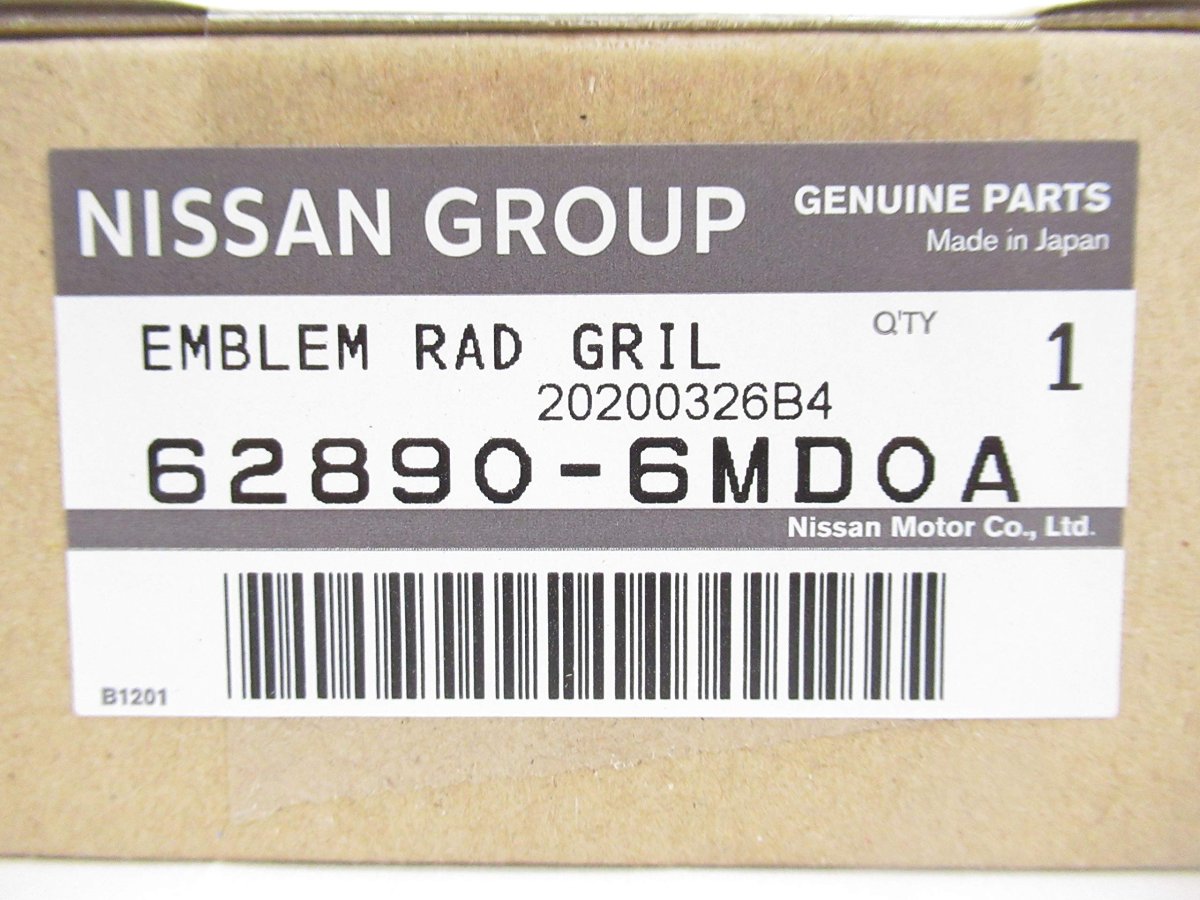 NISSAN GROUP
GENUINE PARTS
Made in Japan
EMBLEM RAD GRIL
Q'TY
1
20200326B4
62890-6MD0A
Nissan Motor Co., Ltd.
B1201